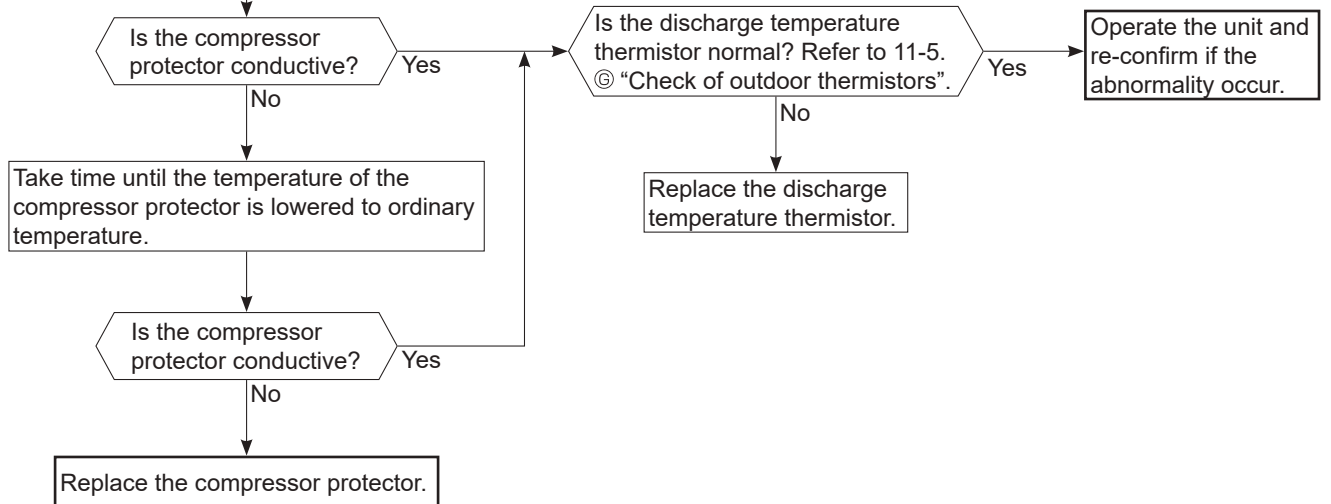 Is the compressor
protector conductive?
Yes
No
Take time until the temperature of the
compressor protector is lowered to ordinary
temperature.
Is the compressor
protector conductive?
Yes
No
Replace the compressor protector.
Is the discharge temperature
thermistor normal? Refer to 11-5.
Ⓖ “Check of outdoor thermistors”.
Yes
No
Replace the discharge
temperature thermistor.
Operate the unit and
re-confirm if the
abnormality occur.